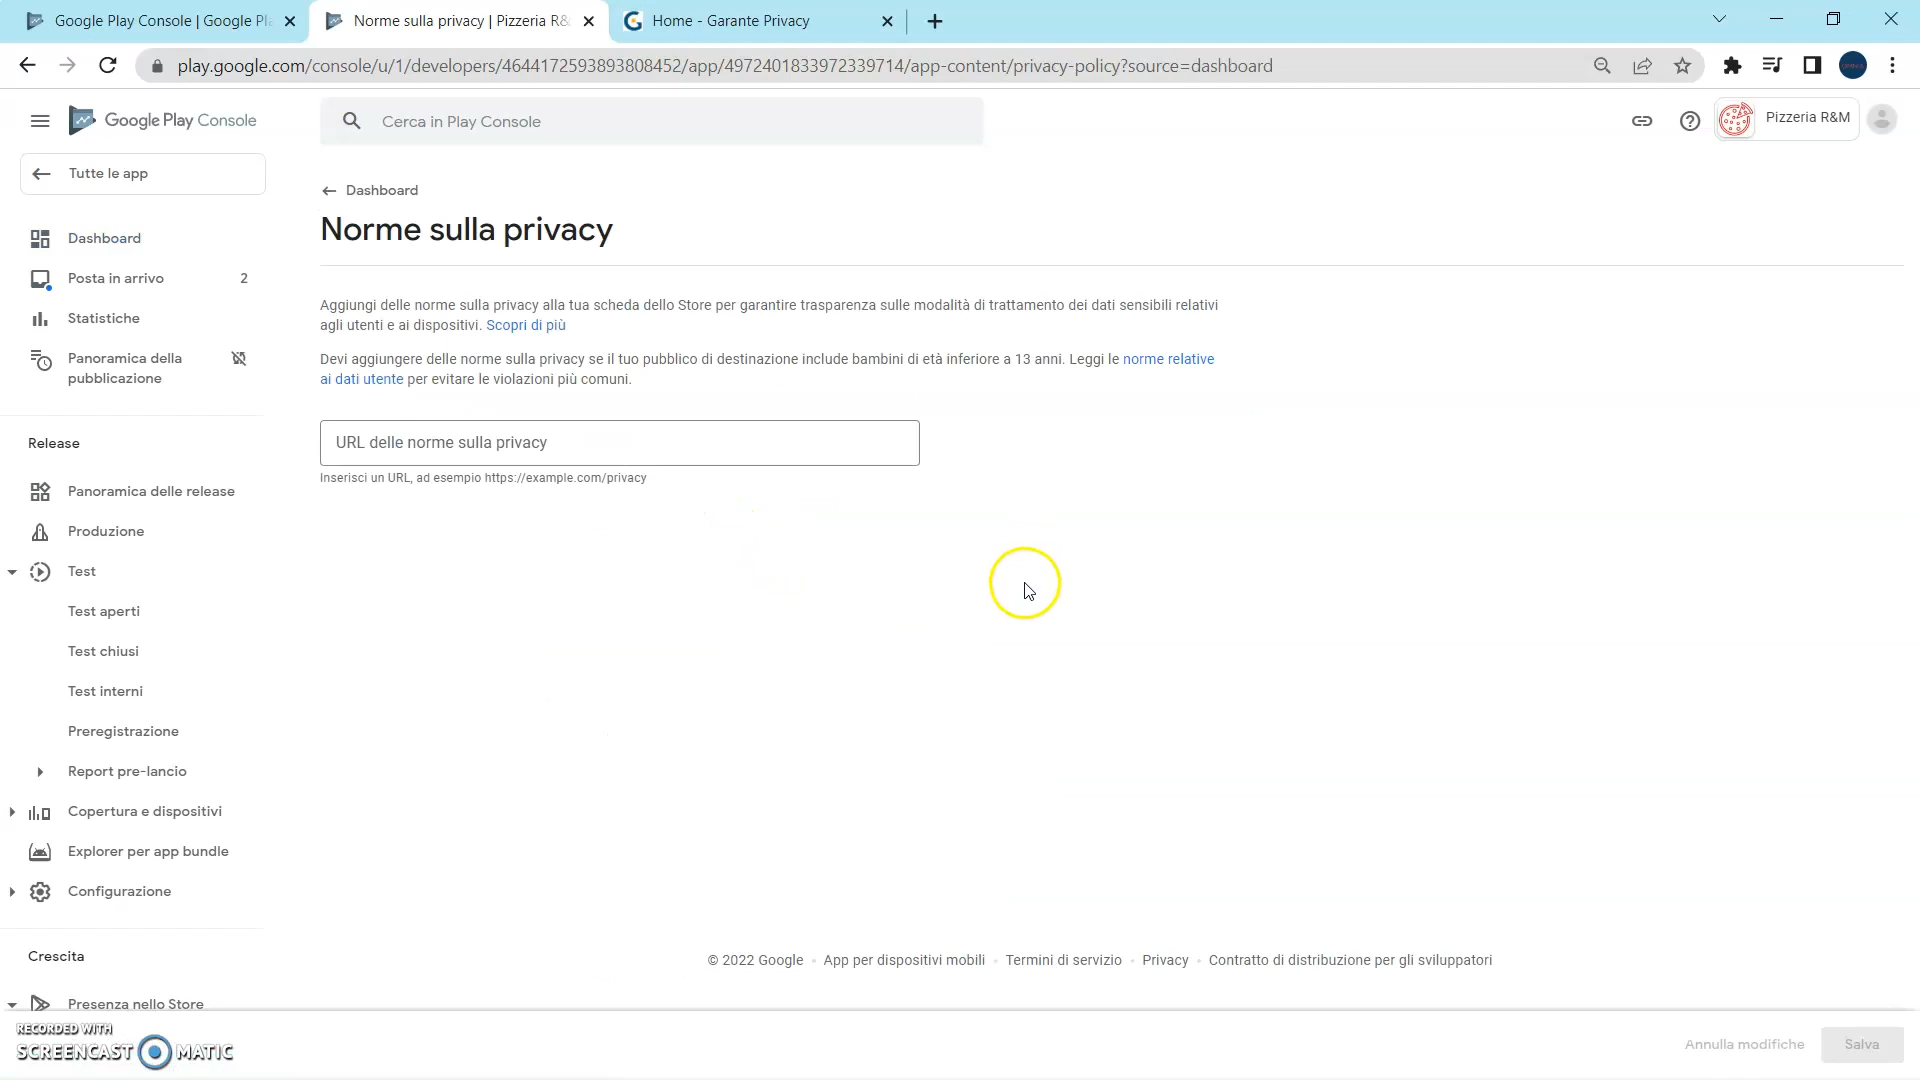 Google Play Console | Google Pl
Norme sulla privacy | Pizzeria R&
Home - Garante Privacy
play.google.com/console/u/1/developers/4644172593893808452/app/4972401833972339714/app-content/privacy-policy?source=dashboard
Google Play Console
Cerca in Play Console
Pizzeria R&M
Tutte le app
Dashboard
Posta in arrivo 2
Statistiche
Panoramica della
pubblicazione
Release
Panoramica delle release
Produzione
Test
Test aperti
Test chiusi
Test interni
Preregistrazione
Report pre-lancio
Copertura e dispositivi
Explorer per app bundle
Configurazione
Crescita
Presenza nello Store
Dashboard
Norme sulla privacy
Aggiungi delle norme sulla privacy alla tua scheda dello Store per garantire trasparenza sulle modalità di trattamento dei dati sensibili relativi
agli utenti e ai dispositivi. Scopri di più
Devi aggiungere delle norme sulla privacy se il tuo pubblico di destinazione include bambini di età inferiore a 13 anni. Leggi le norme relative
ai dati utente per evitare le violazioni più comuni.
URL delle norme sulla privacy
Inserisci un URL, ad esempio https://example.com/privacy
© 2022 Google • App per dispositivi mobili • Termini di servizio • Privacy • Contratto di distribuzione per gli sviluppatori
RECORDED WITH
SCREENCAST MATIC
Annulla modifiche
Salva